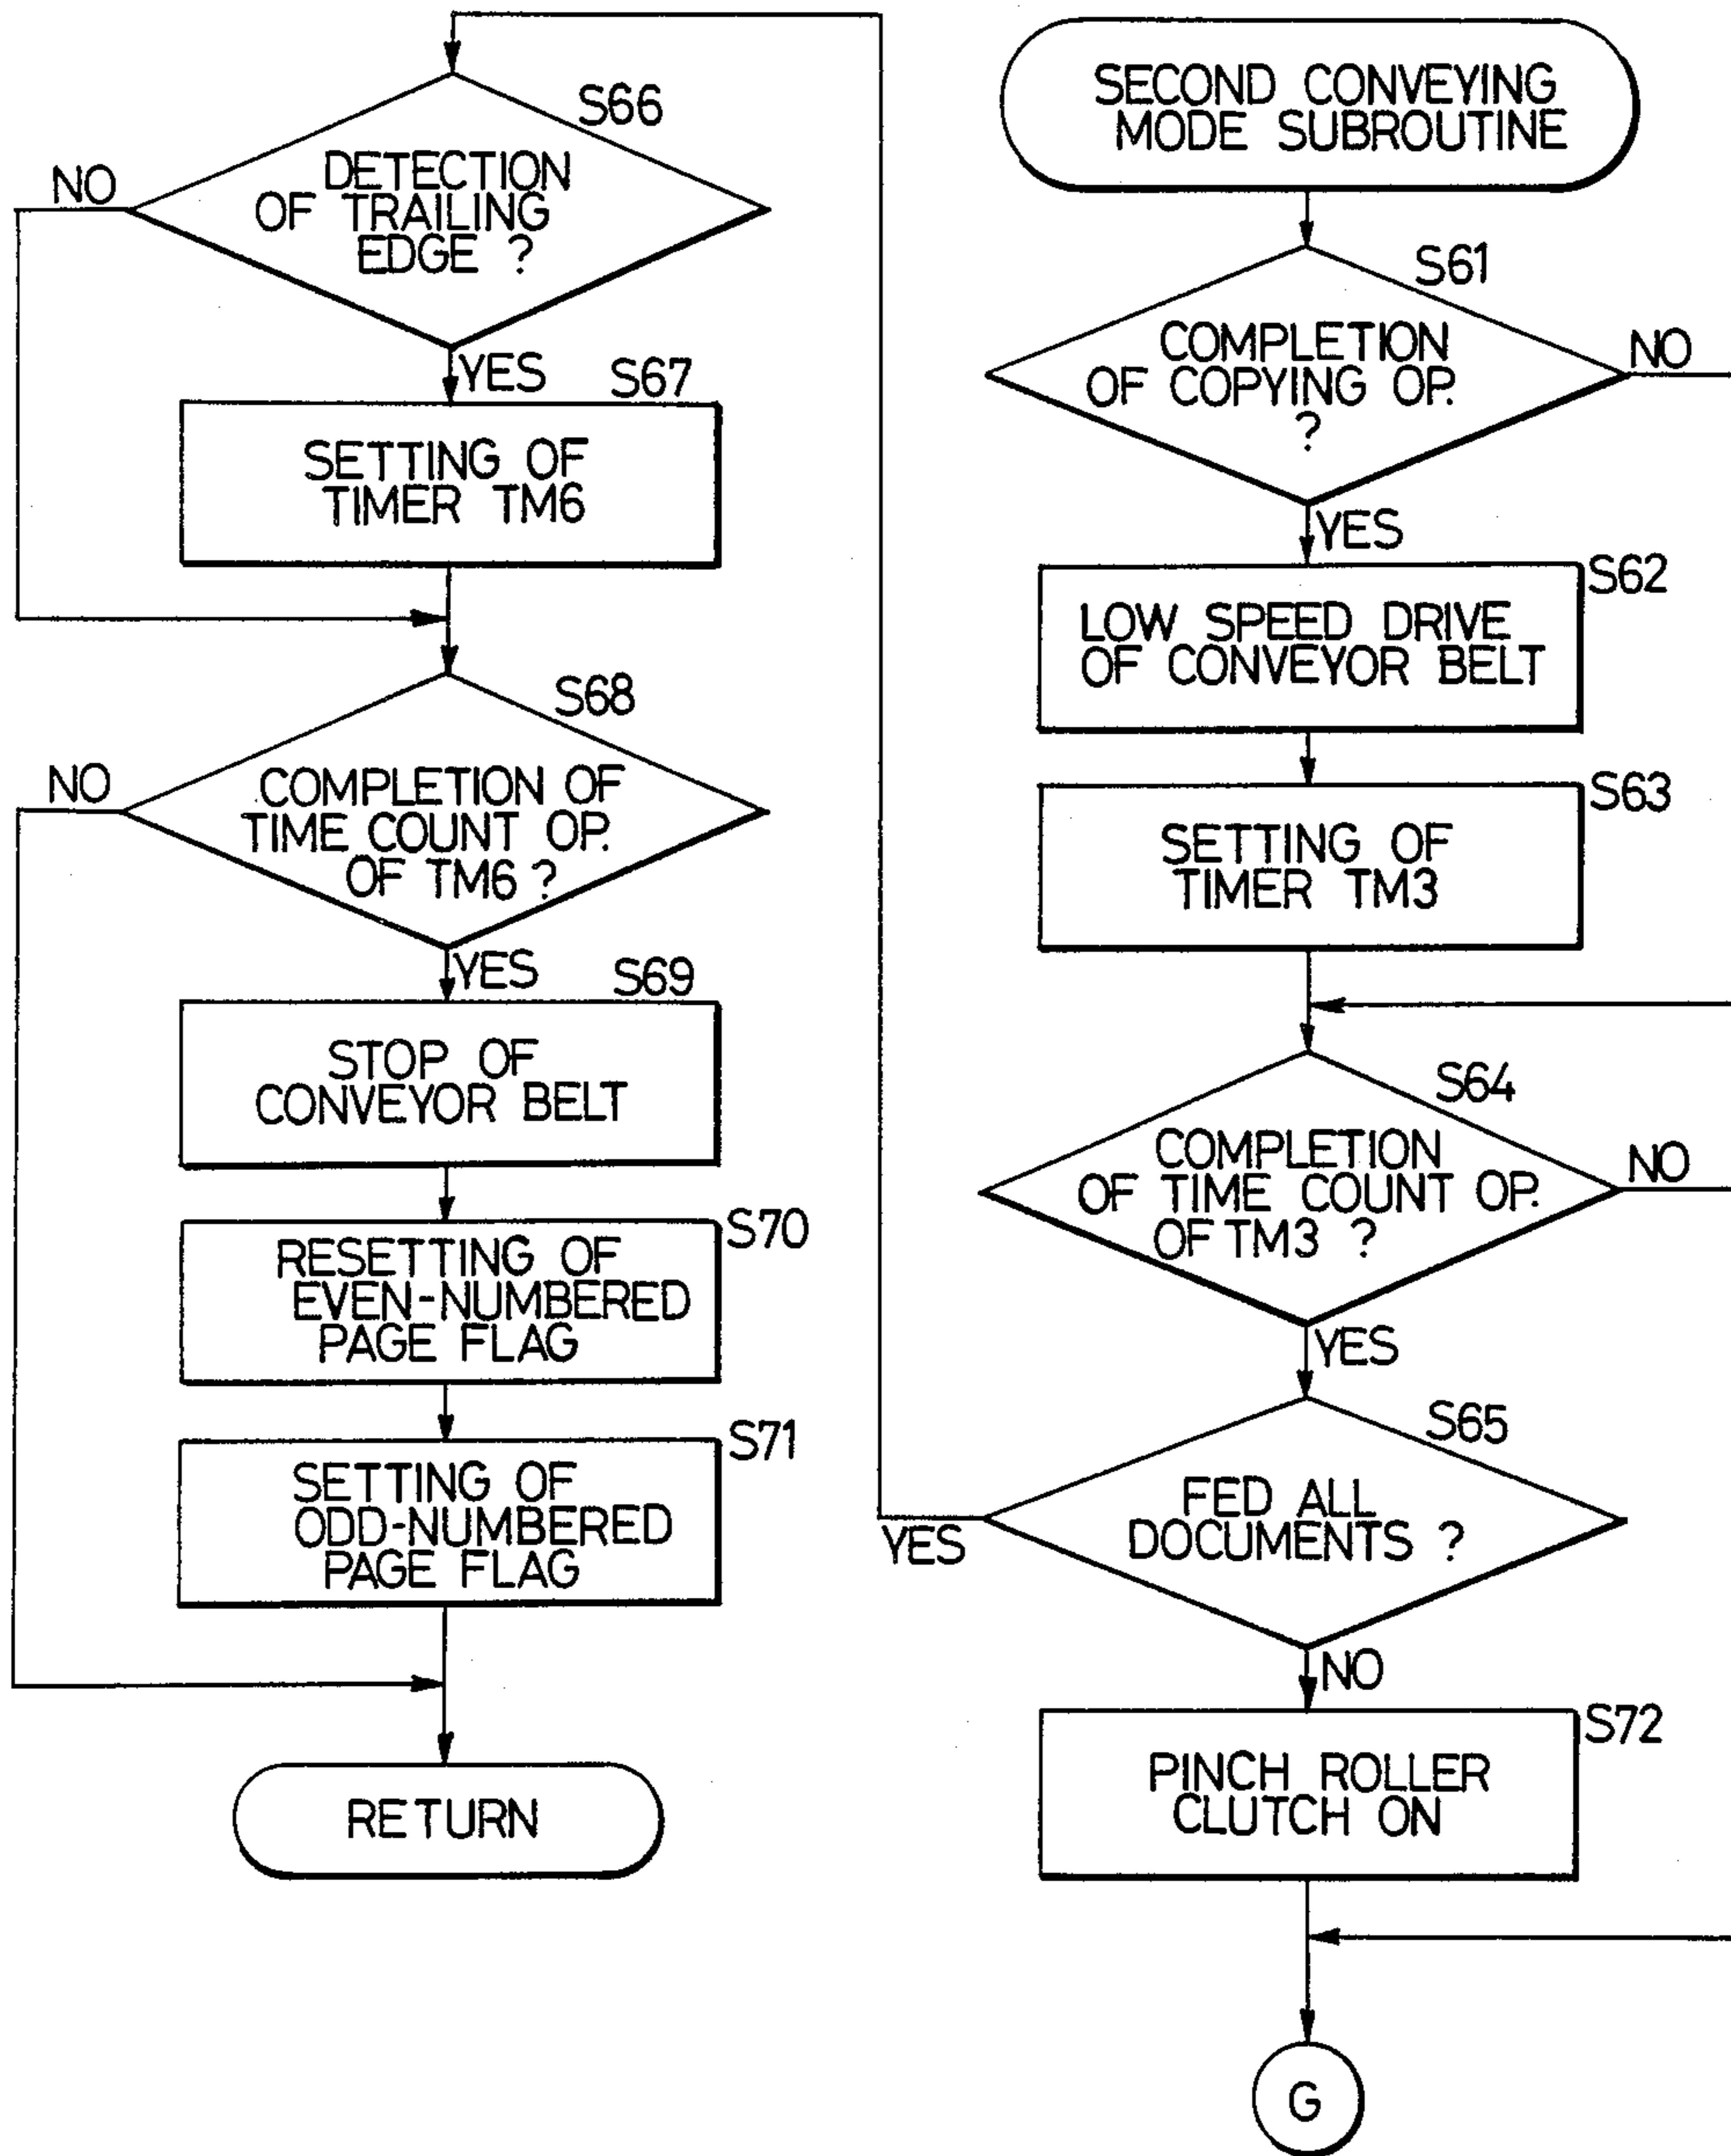 SECOND CONVEYING
MODE SUBROUTINE
S61
COMPLETION
OF COPYING OP.
?
NO
YES
S62
LOW SPEED DRIVE
OF CONVEYOR BELT
S63
SETTING OF
TIMER TM3
S64
COMPLETION
OF TIME COUNT OP.
OF TM3 ?
NO
YES
S65
FED ALL
DOCUMENTS ?
YES
NO
S72
PINCH ROLLER
CLUTCH ON
G
S66
DETECTION
OF TRAILING
EDGE ?
NO
YES
S67
SETTING OF
TIMER TM6
S68
COMPLETION OF
TIME COUNT OP.
OF TM6 ?
NO
YES
S69
STOP OF
CONVEYOR BELT
S70
RESETTING OF
EVEN-NUMBERED
PAGE FLAG
S71
SETTING OF
ODD-NUMBERED
PAGE FLAG
RETURN